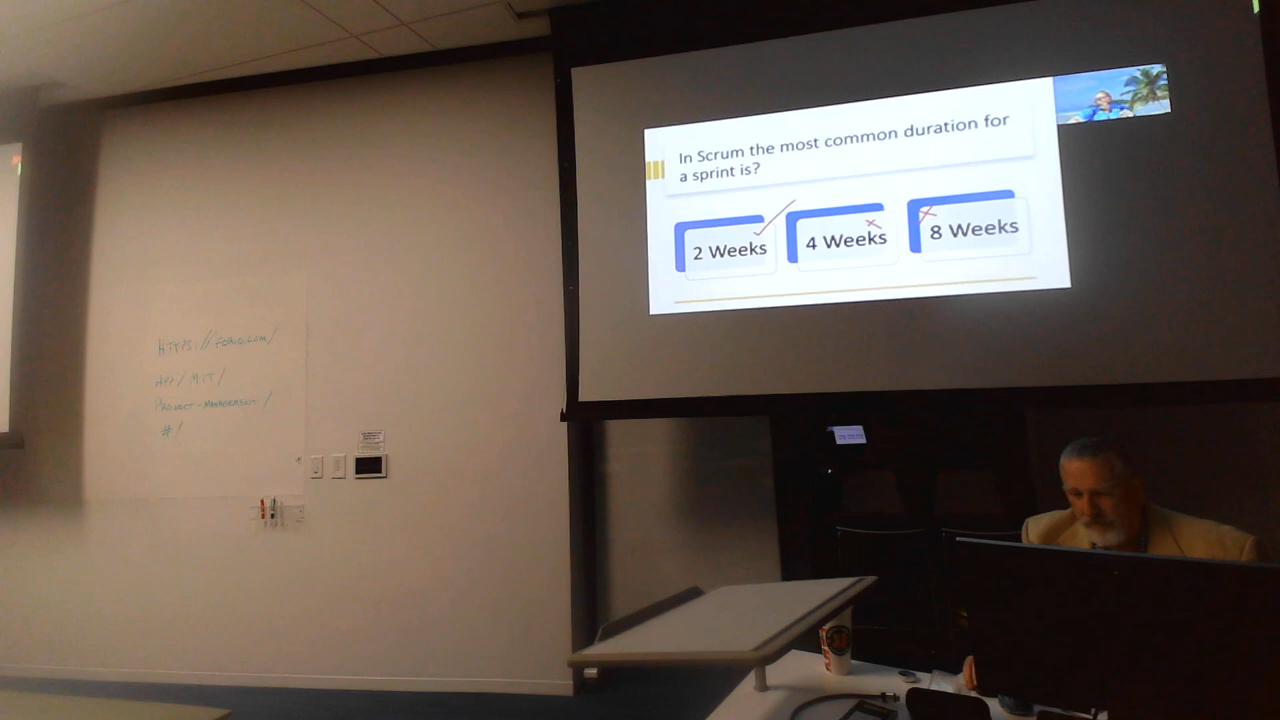 In Scrum the most common duration for
a sprint is?
2 Weeks
4 Weeks
8 Weeks
HTTPS://FORIO.COM/
APP/MIT/
PROJECT-MANAGEMENT/
#/